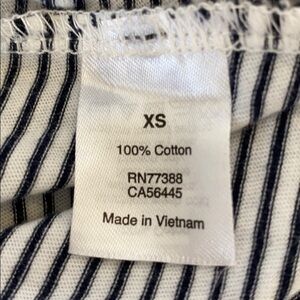 XS
100% Cotton
RN77388
CA56445
Made in Vietnam